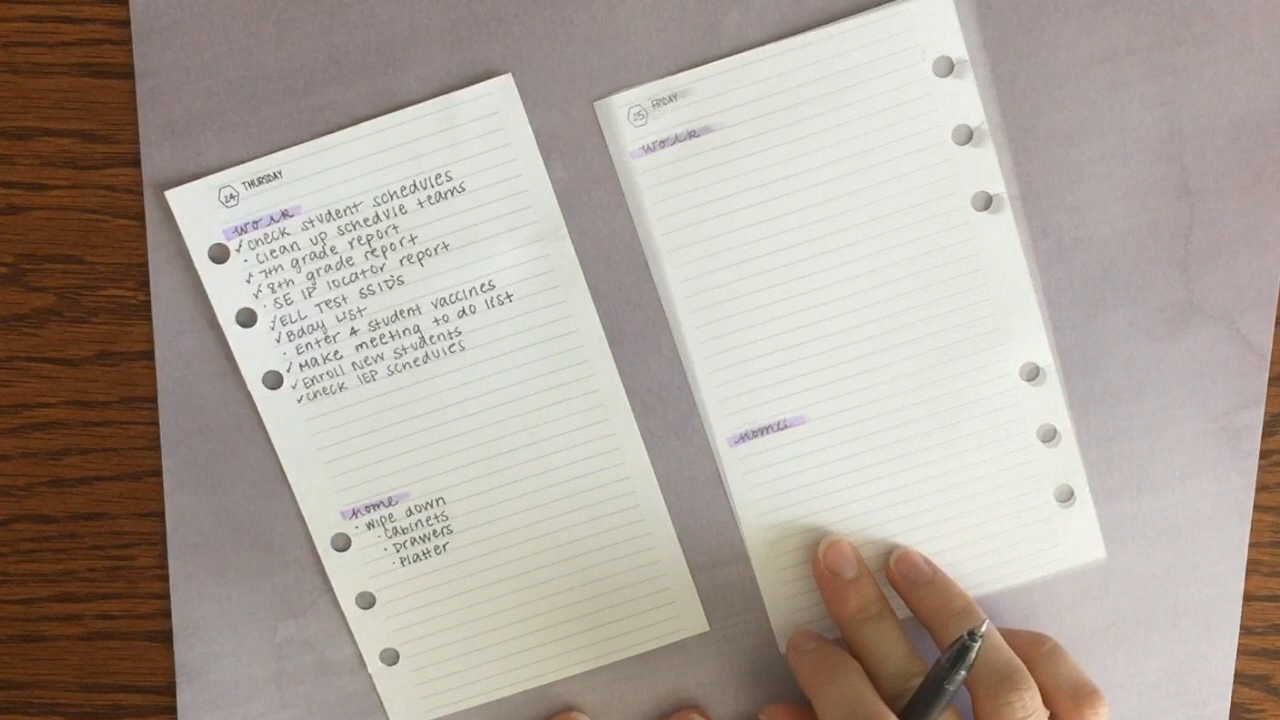 24 THURSDAY
work
✓ check student schedules
· Clean up schedule teams
✓ 7th grade report
✓ 8th grade report
· SE IP locator report
✓ ELL Test SSID's
✓ Bday List
· Enter 4 student vaccines
✓ Make meeting to do list
✓ Enroll new students
✓ check IEP schedules
home
· wipe down
· cabinets
· Drawers
· Platter
25 FRIDAY
work
home